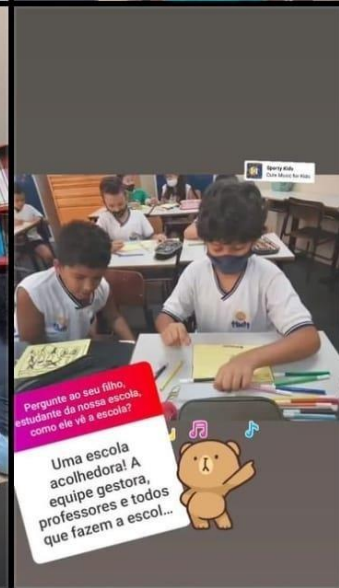 Sporty Kids
Cute Music for Kids
Pergunte ao seu filho,
estudante da nossa escola,
como ele vê a escola?
Uma escola
acolhedora! A
equipe gestora,
professores e todos
que fazem a escol...